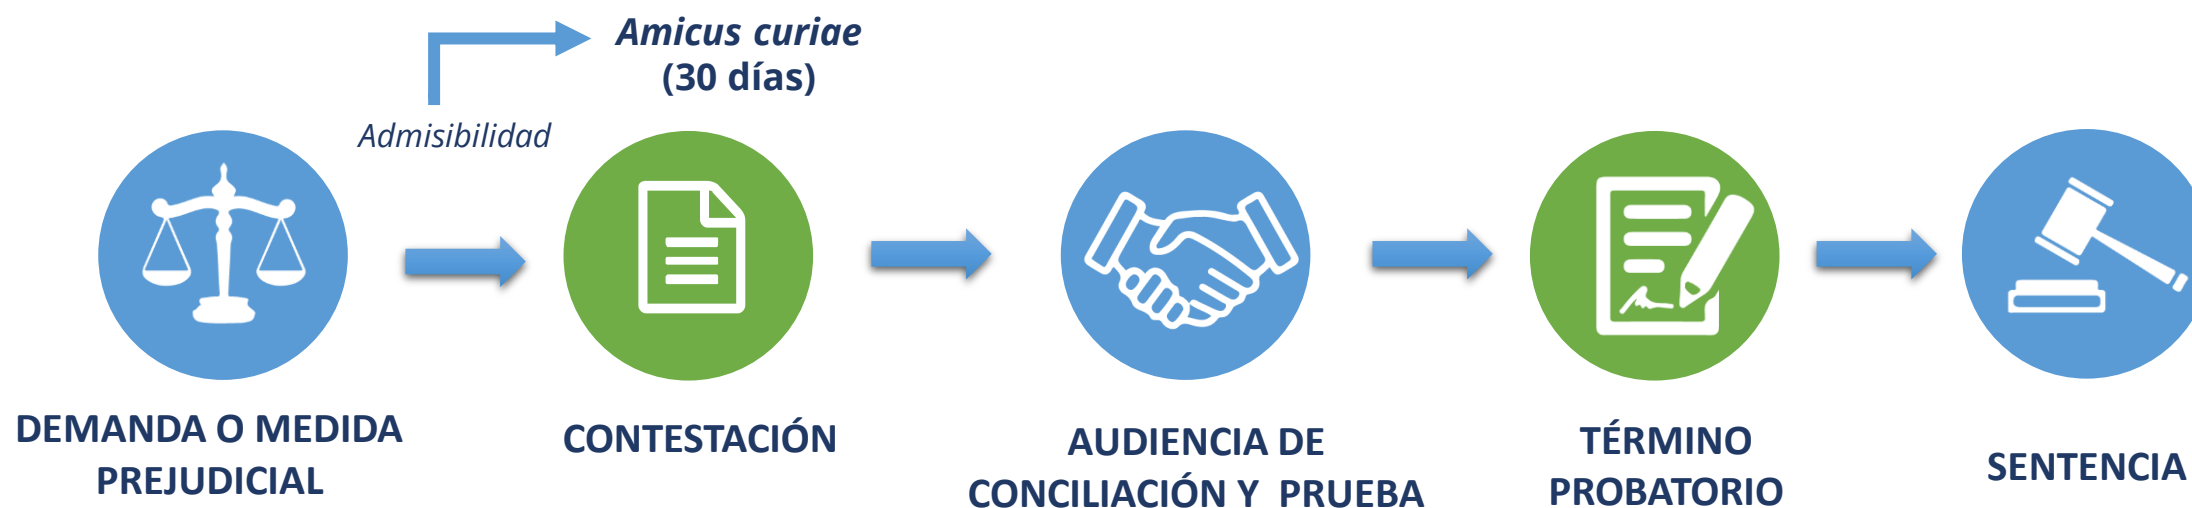 Amicus curiae
(30 días)
Admisibilidad
DEMANDA O MEDIDA
PREJUDICIAL
CONTESTACIÓN
AUDIENCIA DE
CONCILIACIÓN Y PRUEBA
TÉRMINO
PROBATORIO
SENTENCIA